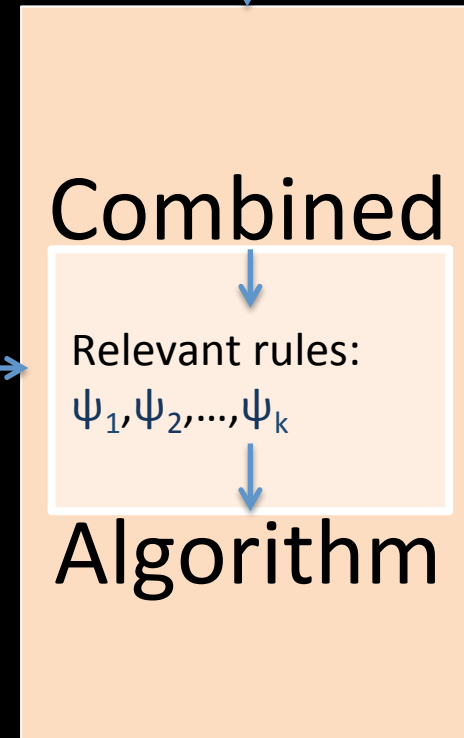 Combined
Relevant rules:
ψ₁,ψ₂,...,ψₖ
Algorithm